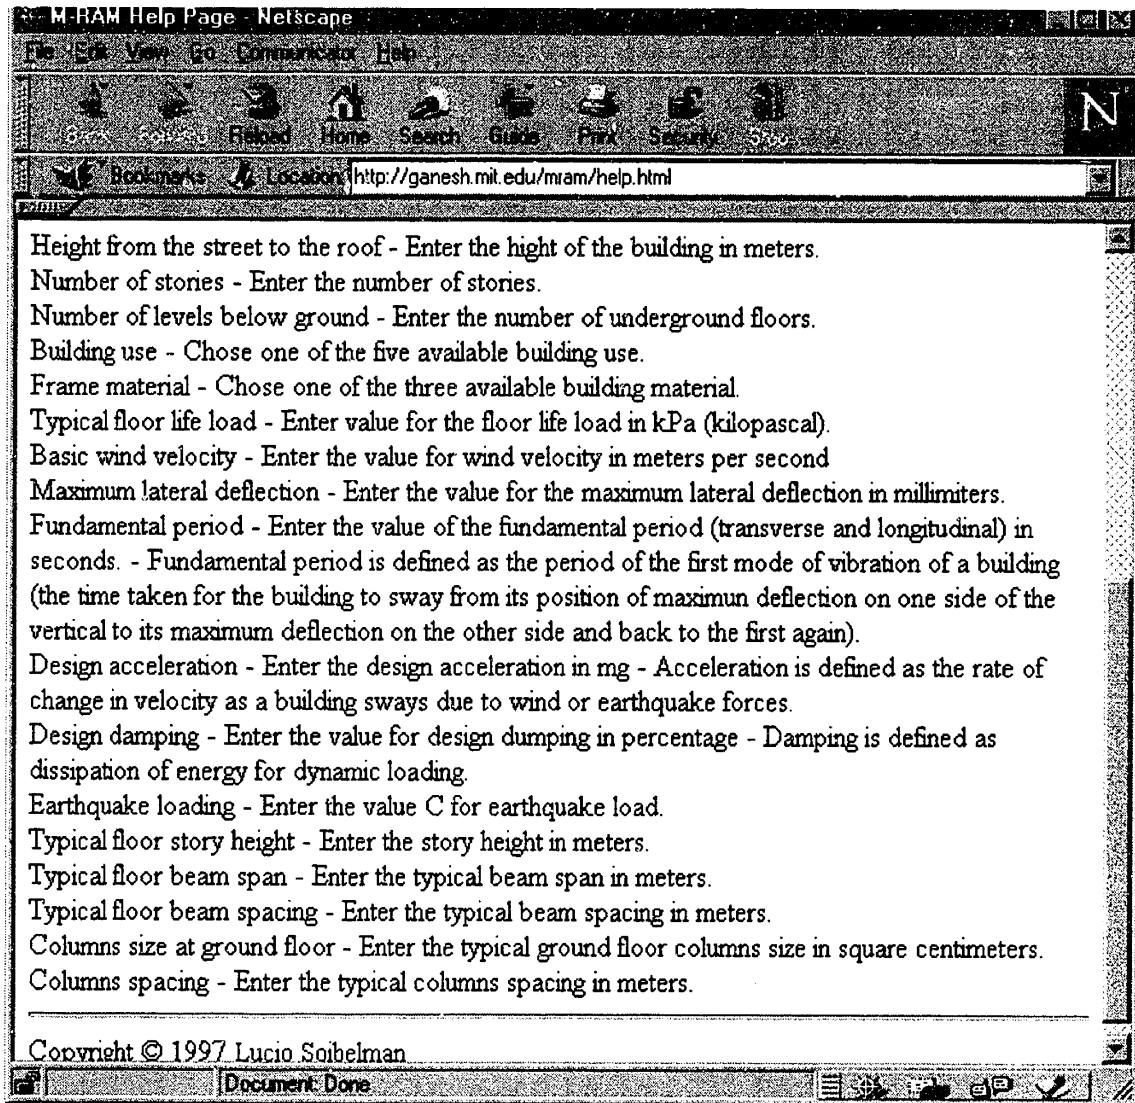 M-RAM Help Page - Netscape
File Edit View Go Communicator Help
Back Reload Home Search Guide Print Security Stop
Bookmarks Location: http://ganesh.mit.edu/mram/help.html
Height from the street to the roof - Enter the hight of the building in meters.
Number of stories - Enter the number of stories.
Number of levels below ground - Enter the number of underground floors.
Building use - Chose one of the five available building use.
Frame material - Chose one of the three available building material.
Typical floor life load - Enter value for the floor life load in kPa (kilopascal).
Basic wind velocity - Enter the value for wind velocity in meters per second
Maximum lateral deflection - Enter the value for the maximum lateral deflection in millimiters.
Fundamental period - Enter the value of the fundamental period (transverse and longitudinal) in
seconds. - Fundamental period is defined as the period of the first mode of vibration of a building
(the time taken for the building to sway from its position of maximun deflection on one side of the
vertical to its maximum deflection on the other side and back to the first again).
Design acceleration - Enter the design acceleration in mg - Acceleration is defined as the rate of
change in velocity as a building sways due to wind or earthquake forces.
Design damping - Enter the value for design dumping in percentage - Damping is defined as
dissipation of energy for dynamic loading.
Earthquake loading - Enter the value C for earthquake load.
Typical floor story height - Enter the story height in meters.
Typical floor beam span - Enter the typical beam span in meters.
Typical floor beam spacing - Enter the typical beam spacing in meters.
Columns size at ground floor - Enter the typical ground floor columns size in square centimeters.
Columns spacing - Enter the typical columns spacing in meters.
Copyright © 1997 Lucio Soibelman
Document: Done
N